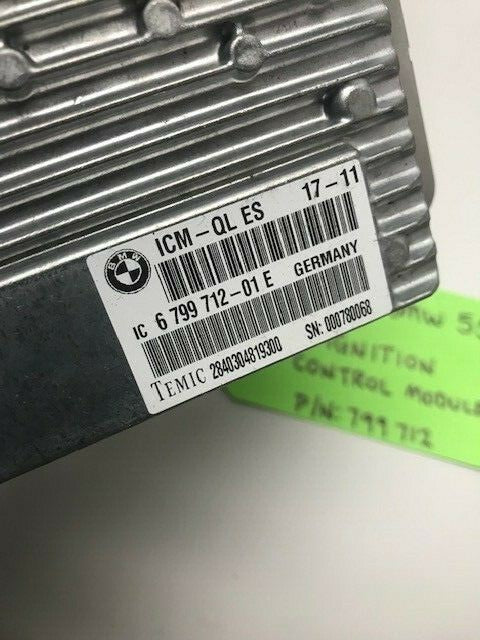 ICM-QL ES 17-11
BMW
IC 6 799 712-01 E GERMANY
TEMIC 2840304819300 SN: 000780068
IGNITION
CONTROL MODULE
P/N: 799 712